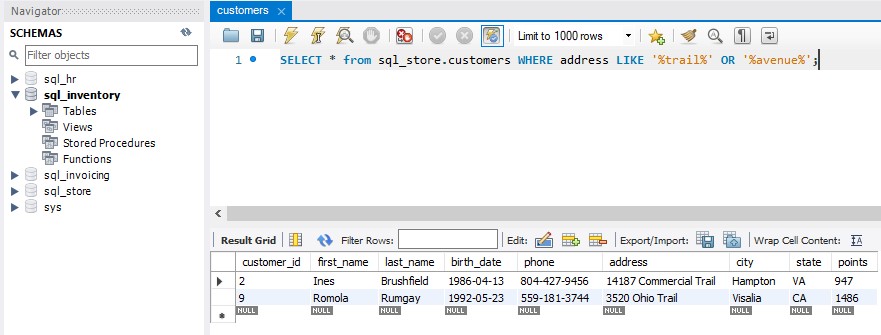 Navigator
SCHEMAS
Filter objects
sql_hr
sql_inventory
Tables
Views
Stored Procedures
Functions
sql_invoicing
sql_store
sys
customers ×
Limit to 1000 rows
1 SELECT * from sql_store.customers WHERE address LIKE '%trail%' OR '%avenue%';
Result Grid Filter Rows: Edit: Export/Import: Wrap Cell Content:
customer_id first_name last_name birth_date phone address city state points
2 Ines Brushfield 1986-04-13 804-427-9456 14187 Commercial Trail Hampton VA 947
9 Romola Rumgay 1992-05-23 559-181-3744 3520 Ohio Trail Visalia CA 1486
NULL NULL NULL NULL NULL NULL NULL NULL NULL